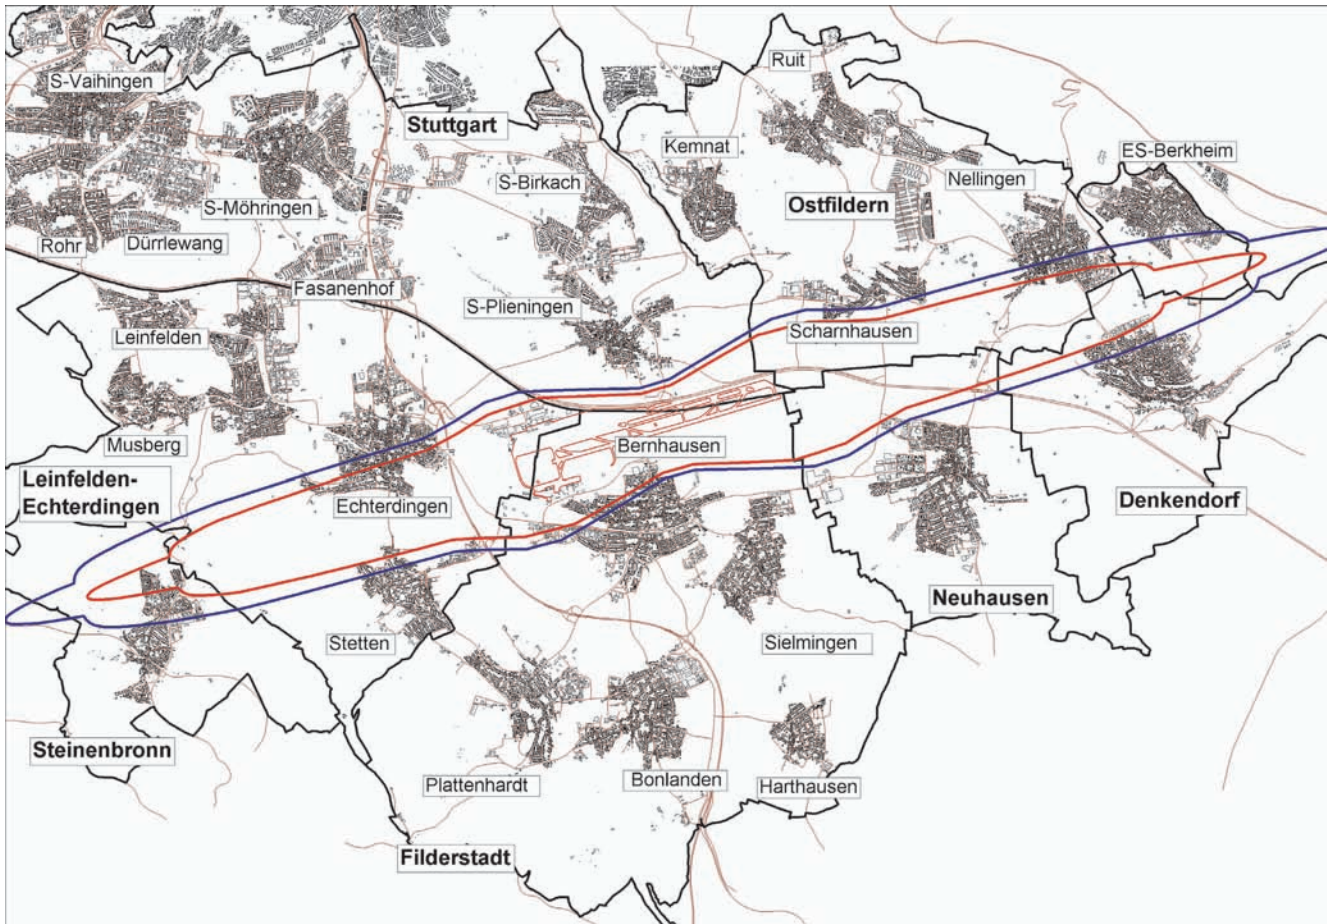 Ruit
S-Vaihingen
Stuttgart
Kemnat
ES-Berkheim
S-Birkach
Nellingen
S-Möhringen
Ostfildern
Rohr
Dürrlewang
Fasanenhof
S-Plieningen
Leinfelden
Scharnhausen
Musberg
Bernhausen
Leinfelden-
Echterdingen
Echterdingen
Denkendorf
Neuhausen
Stetten
Sielmingen
Steinenbronn
Plattenhardt
Bonlanden
Harthausen
Filderstadt